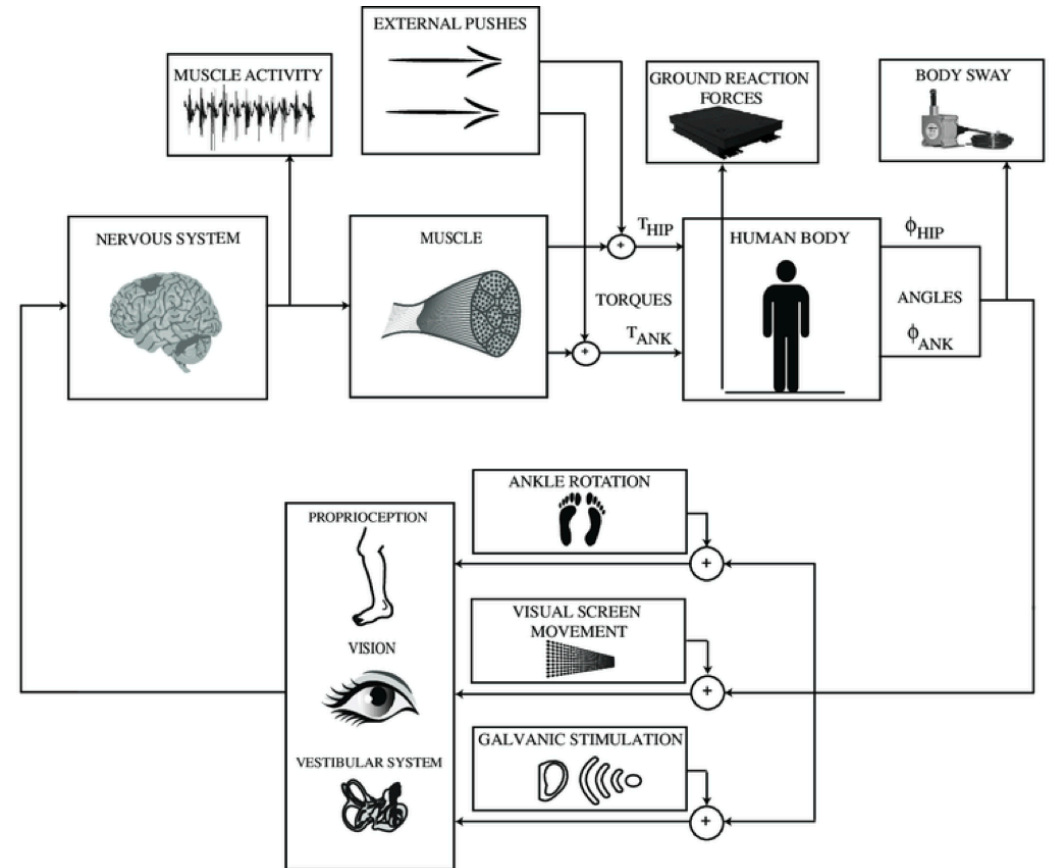 EXTERNAL PUSHES
MUSCLE ACTIVITY
GROUND REACTION
FORCES
BODY SWAY
NERVOUS SYSTEM
MUSCLE
+
T_HIP
TORQUES
+
T_ANK
HUMAN BODY
ϕ_HIP
ANGLES
ϕ_ANK
PROPRIOCEPTION
VISION
VESTIBULAR SYSTEM
ANKLE ROTATION
+
VISUAL SCREEN
MOVEMENT
+
GALVANIC STIMULATION
+